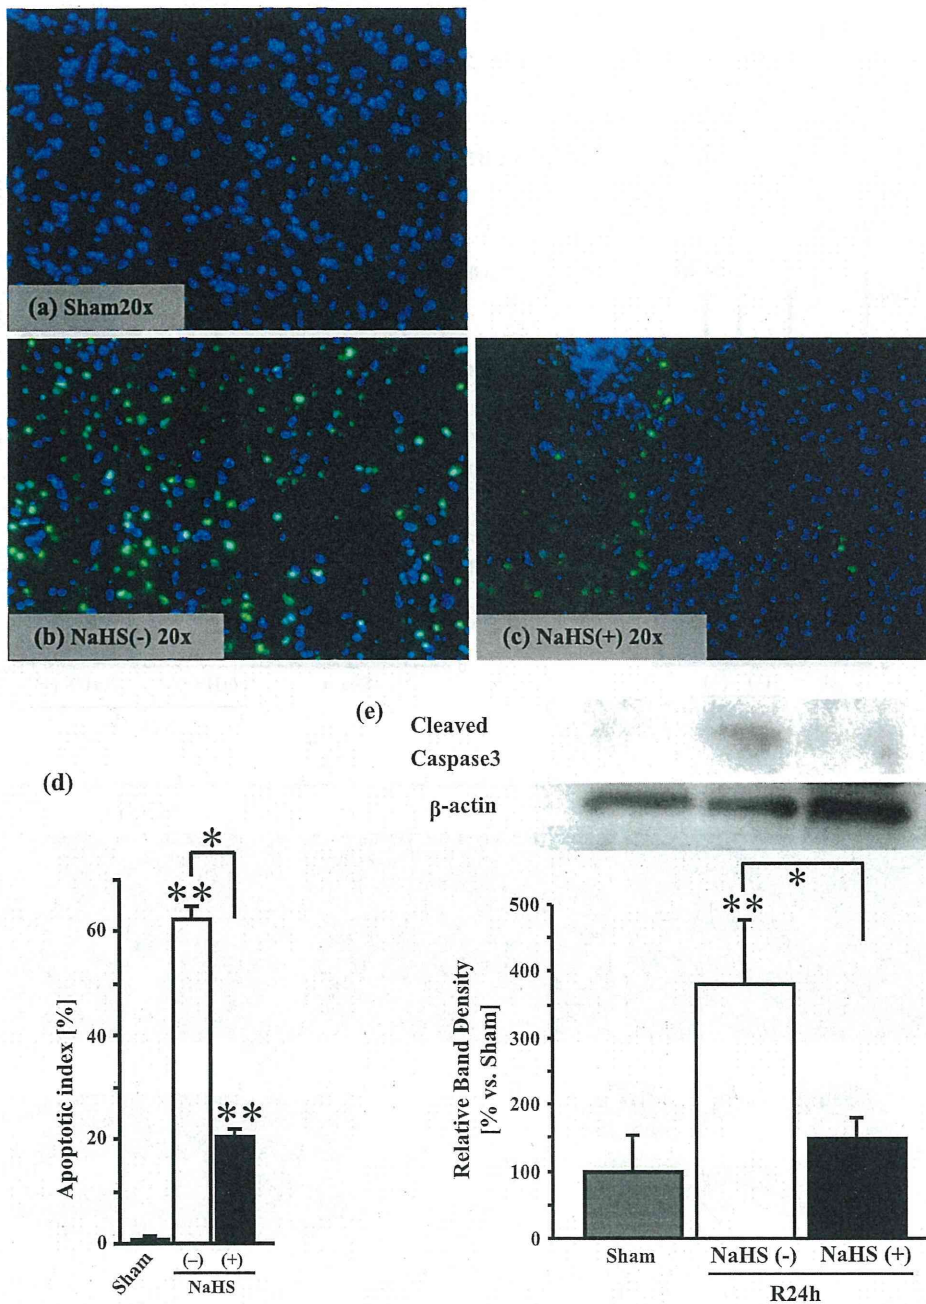 (a) Sham20x
(b) NaHS(-) 20x
(c) NaHS(+) 20x
(d)
*
**
**
60
40
20
0
Apoptotic index [%]
Sham
(–)
(+)
NaHS
(e)
Cleaved
Caspase3
β-actin
*
**
500
400
300
200
150
100
0
Relative Band Density
[% vs. Sham]
Sham
NaHS (-)
NaHS (+)
R24h